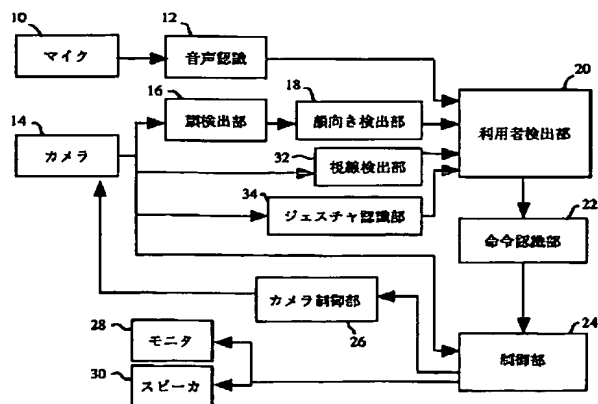 10
マイク
12
音声認識
14
カメラ
16
顔検出部
18
顔向き検出部
20
利用者検出部
32
視線検出部
34
ジェスチャ認識部
22
命令認識部
カメラ制御部
26
24
制御部
28
モニタ
30
スピーカ